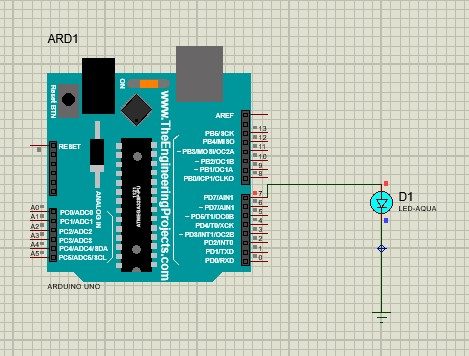 ARD1
ON
Reset BTN
www.TheEngineeringProjects.com
AREF
RESET
13
PB5/SCK
12
PB4/MISO
11
~ PB3/MOSI/OC2A
10
~ PB2/OC1B
9
~ PB1/OC1A
8
PB0/ICP1/CLKO
7
PD7/AIN1
6
~ PD6/AIN0
5
~ PD5/T1/OC0B
4
PD4/T0/XCK
3
~ PD3/INT1/OC2B
2
PD2/INT0
1
PD1/TXD
0
PD0/RXD
ANALOG IN
A0
PC0/ADC0
A1
PC1/ADC1
A2
PC2/ADC2
A3
PC3/ADC3
A4
PC4/ADC4/SDA
A5
PC5/ADC5/SCL
ARDUINO UNO
D1
LED-AQUA